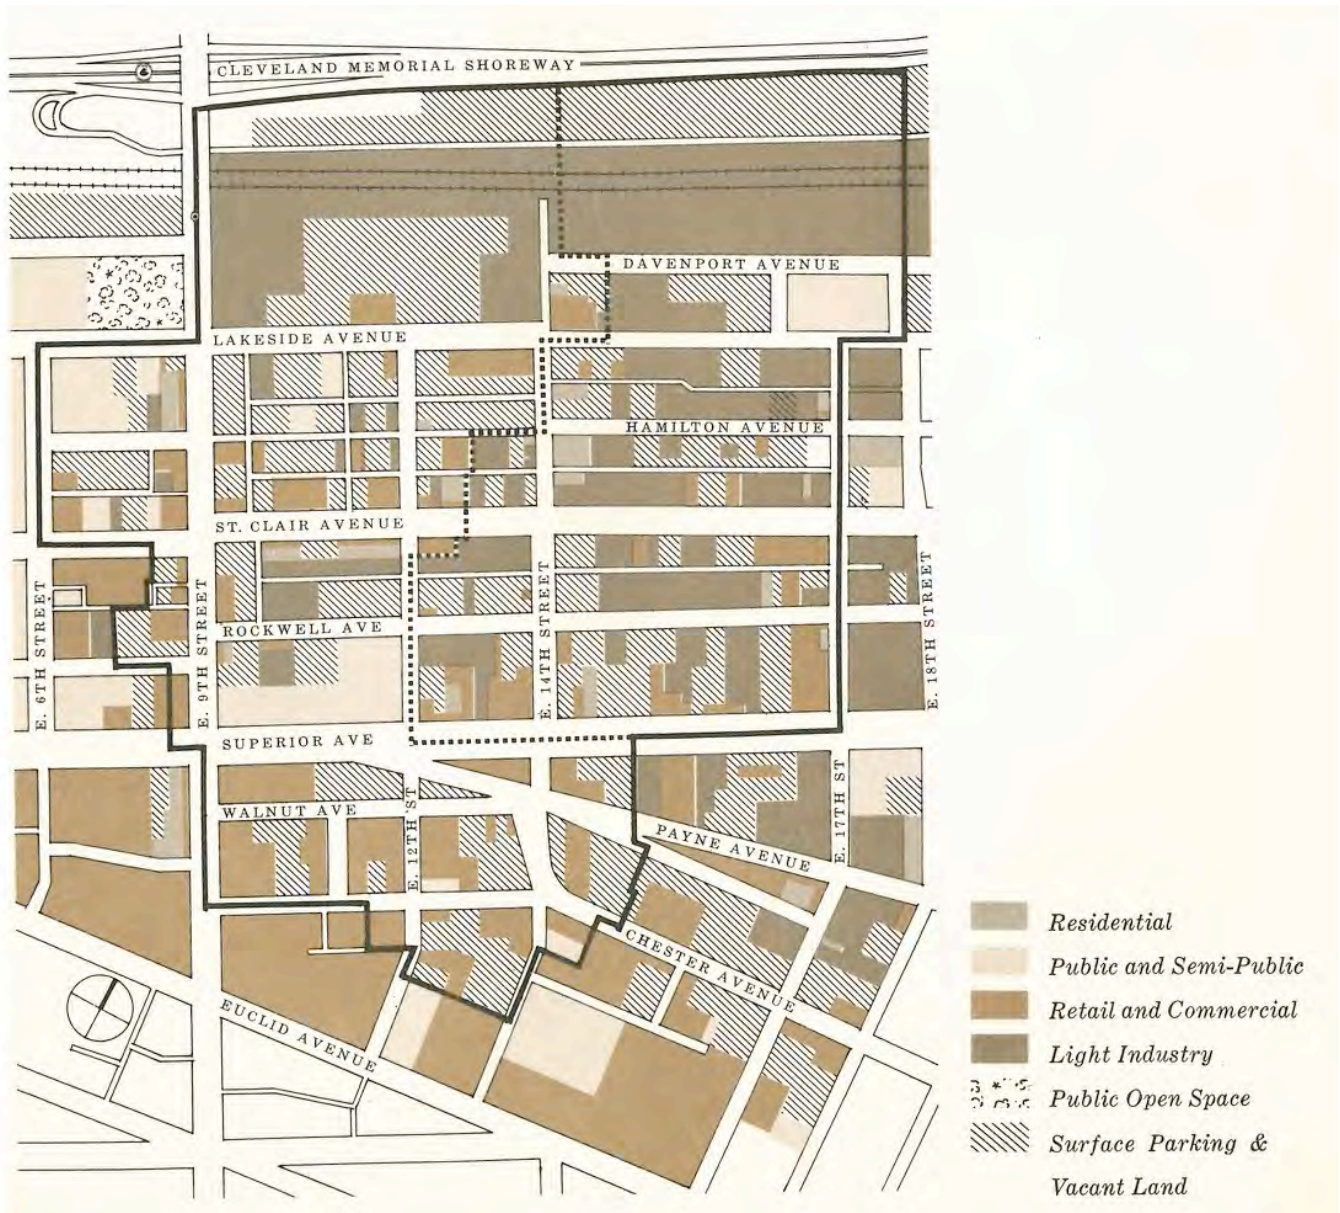 CLEVELAND MEMORIAL SHOREWAY
DAVENPORT AVENUE
LAKESIDE AVENUE
HAMILTON AVENUE
ST. CLAIR AVENUE
E. 6TH STREET
E. 9TH STREET
ROCKWELL AVE
E. 14TH STREET
E. 18TH STREET
SUPERIOR AVE
WALNUT AVE
E. 12TH ST
PAYNE AVENUE
E. 17TH ST
CHESTER AVENUE
EUCLID AVENUE
Residential
Public and Semi-Public
Retail and Commercial
Light Industry
Public Open Space
Surface Parking &
Vacant Land